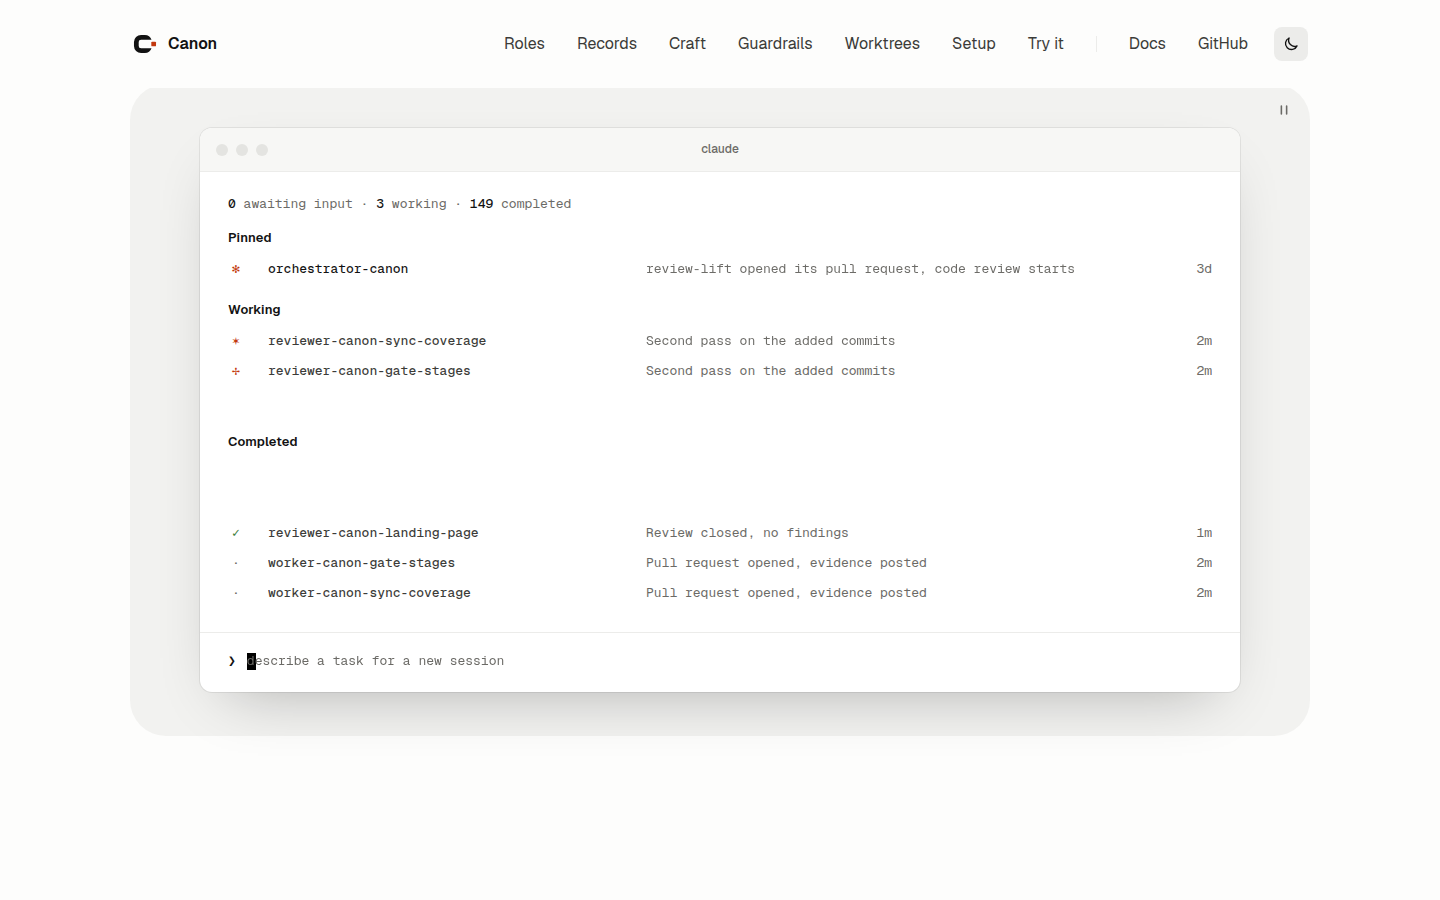 Canon Roles Records Craft Guardrails Worktrees Setup Try it Docs GitHub
claude
0 awaiting input · 3 working · 149 completed
Pinned
✻ orchestrator-canon review-lift opened its pull request, code review starts 3d
Working
✶ reviewer-canon-sync-coverage Second pass on the added commits 2m
✢ reviewer-canon-gate-stages Second pass on the added commits 2m
Completed
✓ reviewer-canon-landing-page Review closed, no findings 1m
· worker-canon-gate-stages Pull request opened, evidence posted 2m
· worker-canon-sync-coverage Pull request opened, evidence posted 2m
❯ describe a task for a new session